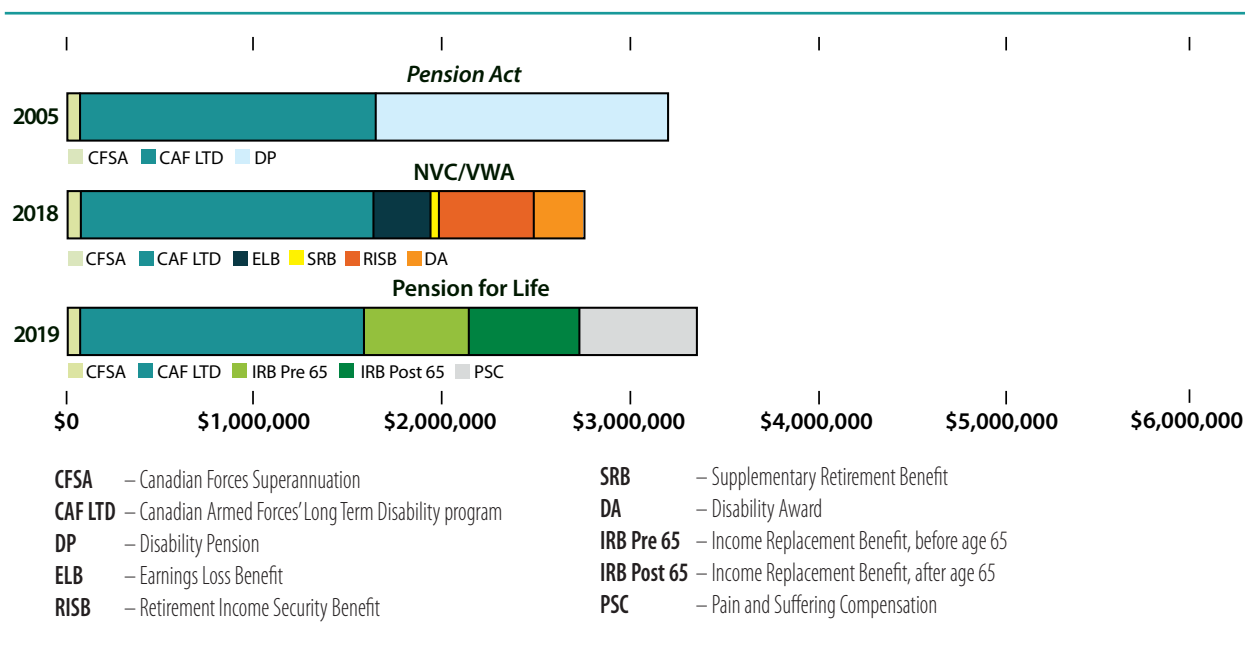 Pension Act
2005
CFSA CAF LTD DP
NVC/VWA
2018
CFSA CAF LTD ELB SRB RISB DA
Pension for Life
2019
CFSA CAF LTD IRB Pre 65 IRB Post 65 PSC
$0 $1,000,000 $2,000,000 $3,000,000 $4,000,000 $5,000,000 $6,000,000
CFSA – Canadian Forces Superannuation
CAF LTD – Canadian Armed Forces’ Long Term Disability program
DP – Disability Pension
ELB – Earnings Loss Benefit
RISB – Retirement Income Security Benefit
SRB – Supplementary Retirement Benefit
DA – Disability Award
IRB Pre 65 – Income Replacement Benefit, before age 65
IRB Post 65 – Income Replacement Benefit, after age 65
PSC – Pain and Suffering Compensation